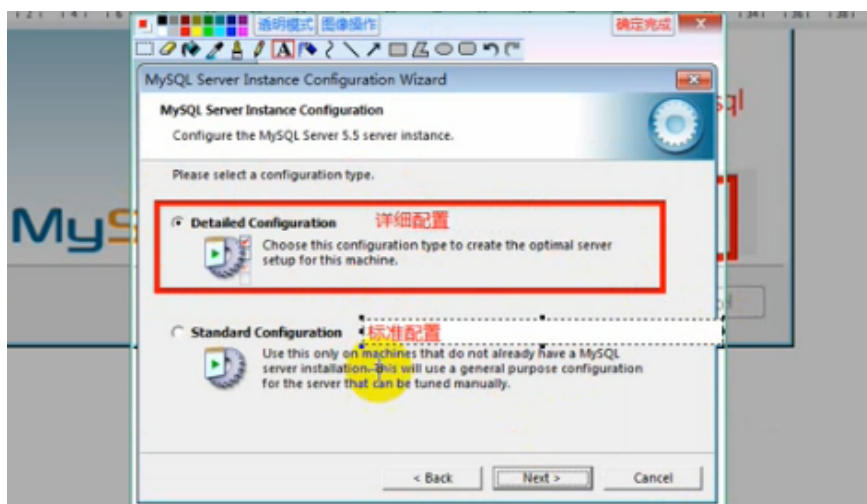 透明模式 图像操作 确定完成
MySQL Server Instance Configuration Wizard
MySQL Server Instance Configuration
Configure the MySQL Server 5.5 server instance.
Please select a configuration type.
Detailed Configuration 详细配置
Choose this configuration type to create the optimal server
setup for this machine.
Standard Configuration 标准配置
Use this only on machines that do not already have a MySQL
server installation. This will use a general purpose configuration
for the server that can be tuned manually.
< Back Next > Cancel
MyS
sql